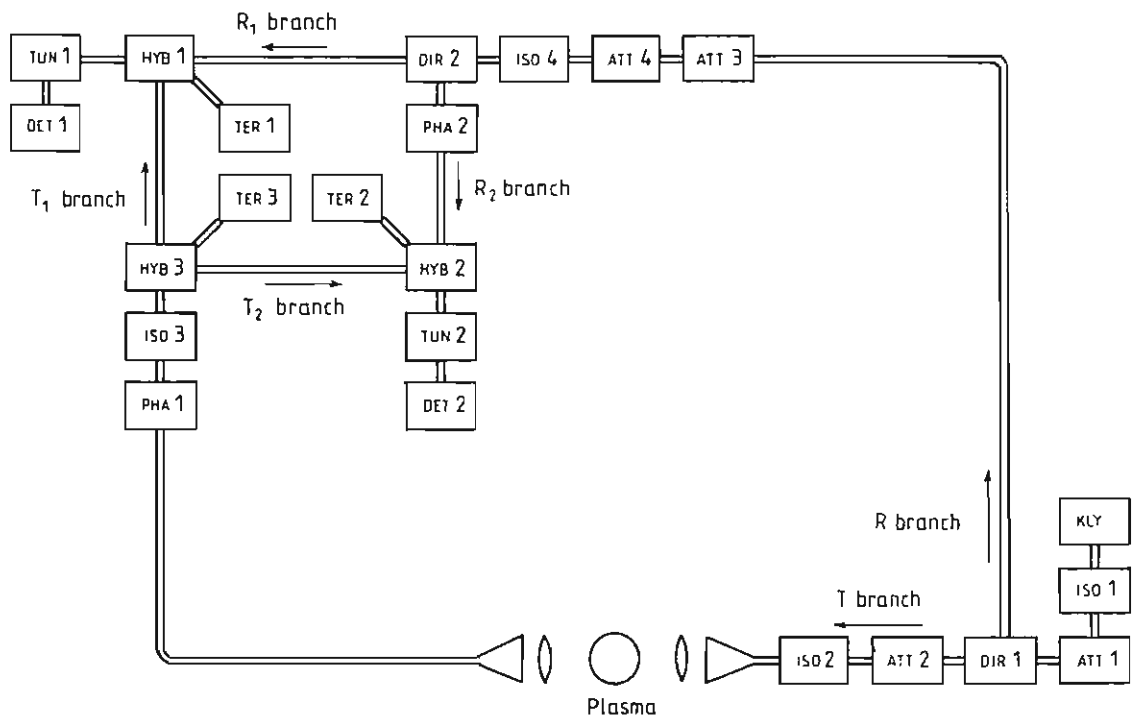 R₁ branch
TUN 1
HYB 1
DIR 2
ISO 4
ATT 4
ATT 3
DET 1
TER 1
PHA 2
T₁ branch
TER 3
TER 2
R₂ branch
HYB 3
HYB 2
T₂ branch
ISO 3
TUN 2
PHA 1
DET 2
R branch
KLY
ISO 1
T branch
ISO 2
ATT 2
DIR 1
ATT 1
Plasma